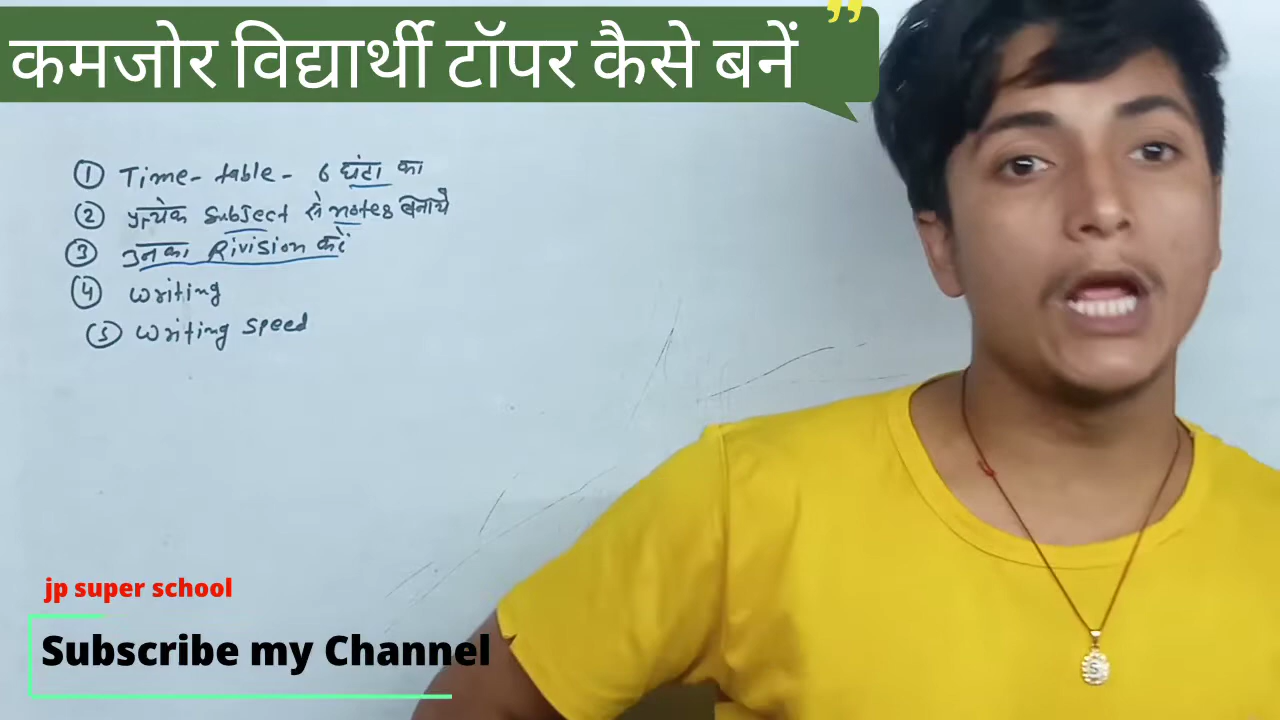 कमजोर विद्यार्थी टॉपर कैसे बनें ”
① Time-table - 6 घंटा का
② प्रत्येक Subject से notes बनाये
③ उनका Rivision करें
④ writing
⑤ writing speed
jp super school
Subscribe my Channel
S